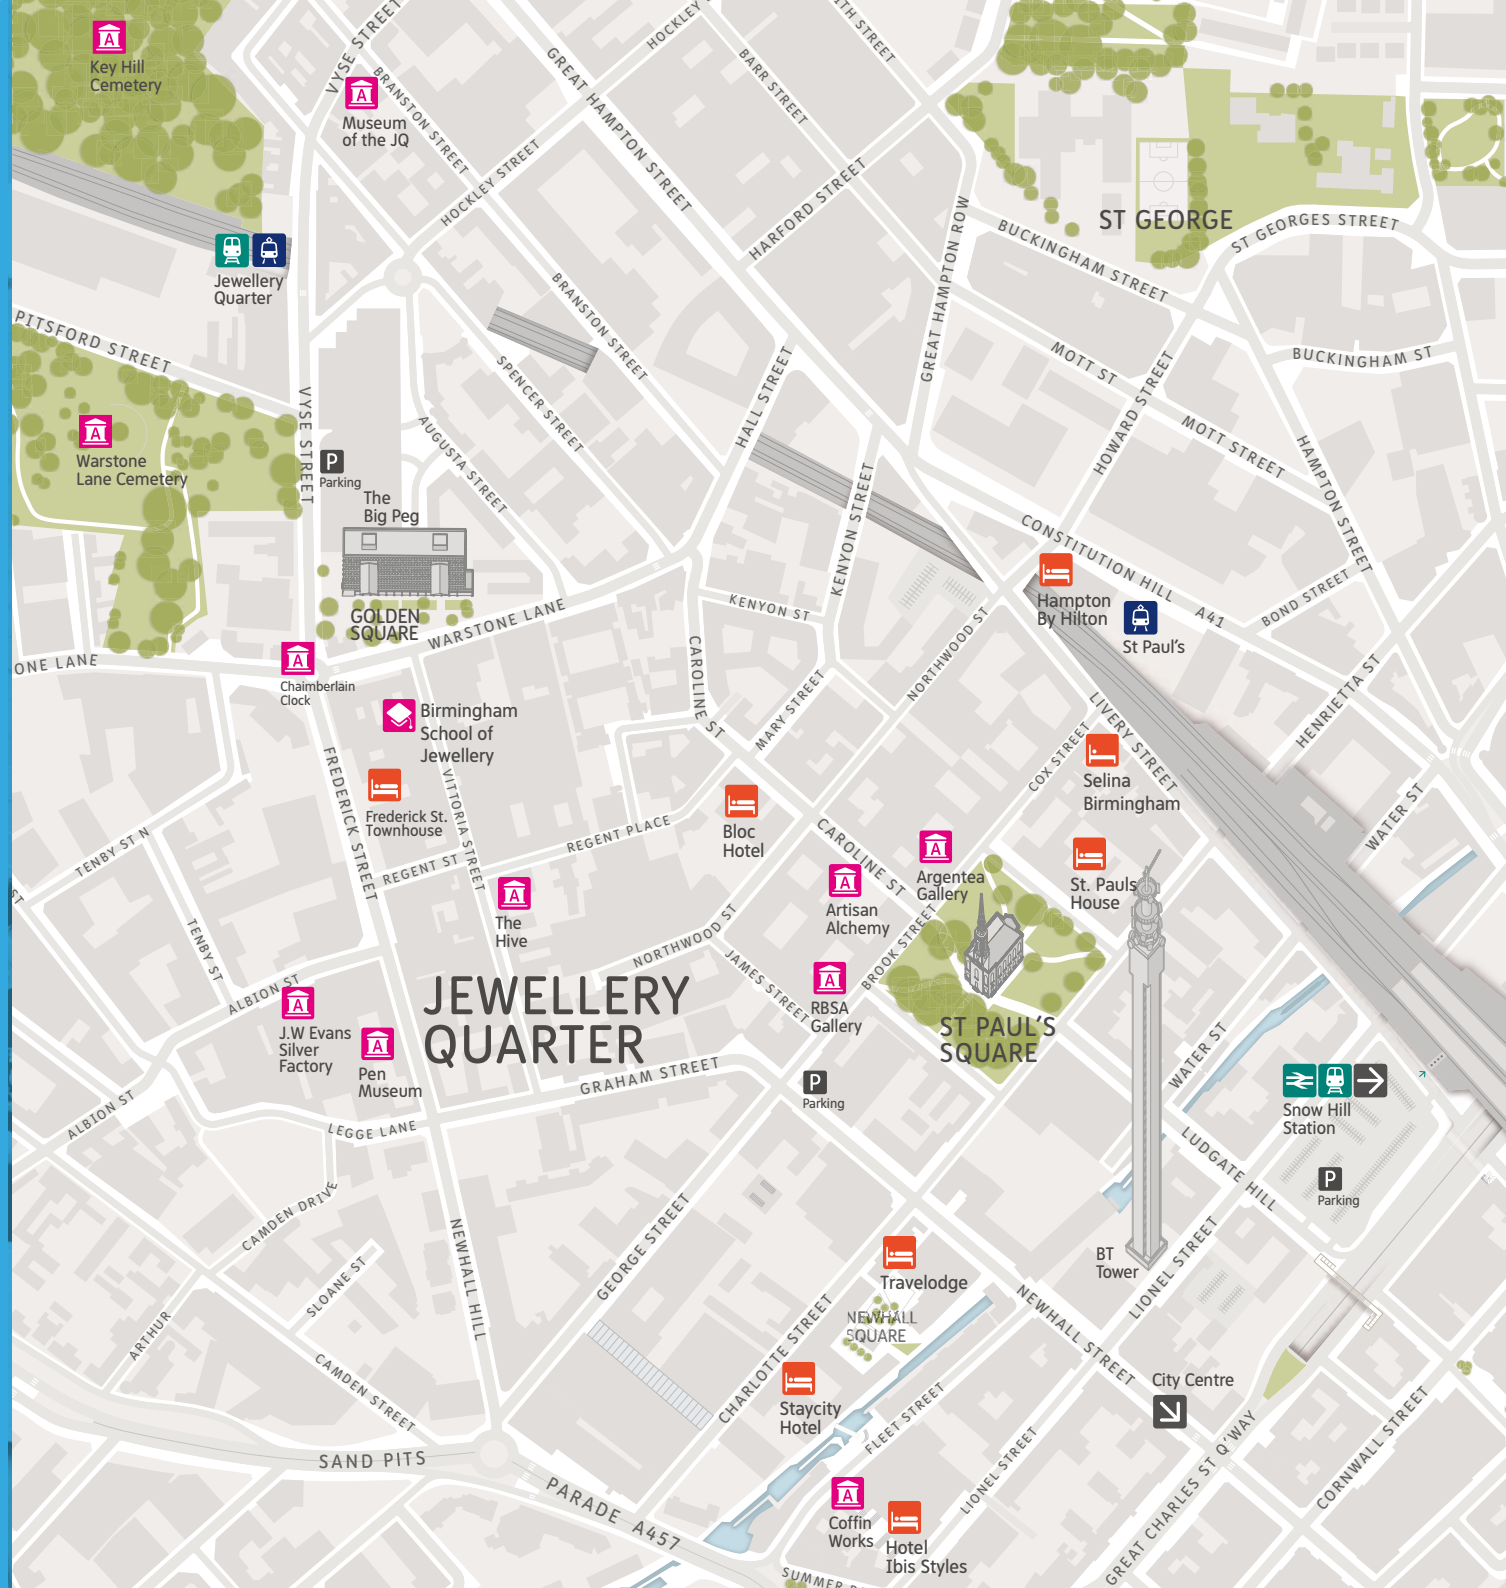 Key Hill
Cemetery
VYSE STREET
Museum
of the JQ
BRANSTON STREET
HOCKLEY STREET
GREAT HAMPTON STREET
HOCKLEY
BARR STREET
HARFORD STREET
GREAT HAMPTON ROW
ST GEORGE
BUCKINGHAM STREET
ST GEORGES STREET
Jewellery
Quarter
PITSFORD STREET
BRANSTON STREET
SPENCER STREET
HALL STREET
MOTT ST
HOWARD STREET
BUCKINGHAM ST
MOTT STREET
HAMPTON STREET
Warstone
Lane Cemetery
VYSE STREET
P
Parking
AUGUSTA STREET
The
Big Peg
GOLDEN
SQUARE
WARSTONE LANE
KENYON STREET
KENYON ST
CONSTITUTION HILL A41
Hampton
By Hilton
St Paul's
BOND STREET
HENRIETTA ST
ONE LANE
Chaimberlain
Clock
Birmingham
School of
Jewellery
CAROLINE ST
MARY STREET
NORTHWOOD ST
LIVERY STREET
COX STREET
Selina
Birmingham
WATER ST
FREDERICK STREET
Frederick St.
Townhouse
VITTORIA STREET
REGENT ST
REGENT PLACE
Bloc
Hotel
CAROLINE ST
Argentea
Gallery
St. Pauls
House
Artisan
Alchemy
TENBY ST N
TENBY ST
ST
The
Hive
NORTHWOOD ST
JAMES STREET
BROOK STREET
RBSA
Gallery
ALBION ST
J.W Evans
Silver
Factory
Pen
Museum
JEWELLERY
QUARTER
ST PAUL'S
SQUARE
WATER ST
Snow Hill
Station
P
Parking
GRAHAM STREET
P
Parking
LEGGE LANE
ALBION ST
CAMDEN DRIVE
LUDGATE HILL
SLOANE ST
NEWHALL HILL
GEORGE STREET
Travelodge
BT
Tower
LIONEL STREET
NEWHALL
SQUARE
NEWHALL STREET
ARTHUR
CAMDEN STREET
CHARLOTTE STREET
Staycity
Hotel
FLEET STREET
City Centre
SAND PITS
PARADE A457
LIONEL STREET
GREAT CHARLES ST Q'WAY
CORNWALL STREET
Coffin
Works
Hotel
Ibis Styles
SUMMER